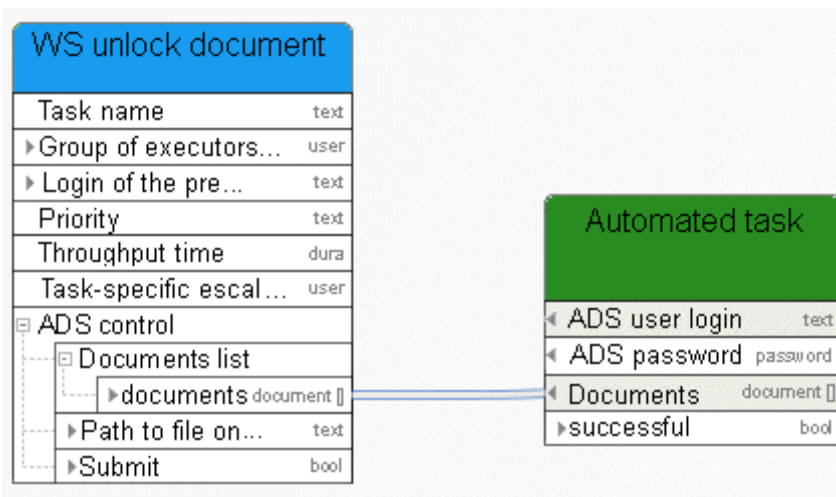 WS unlock document
Task name text
Group of executors... user
Login of the pre... text
Priority text
Throughput time dura
Task-specific escal... user
ADS control
Documents list
documents document []
Path to file on... text
Submit bool
Automated task
ADS user login text
ADS password password
Documents document []
successful bool